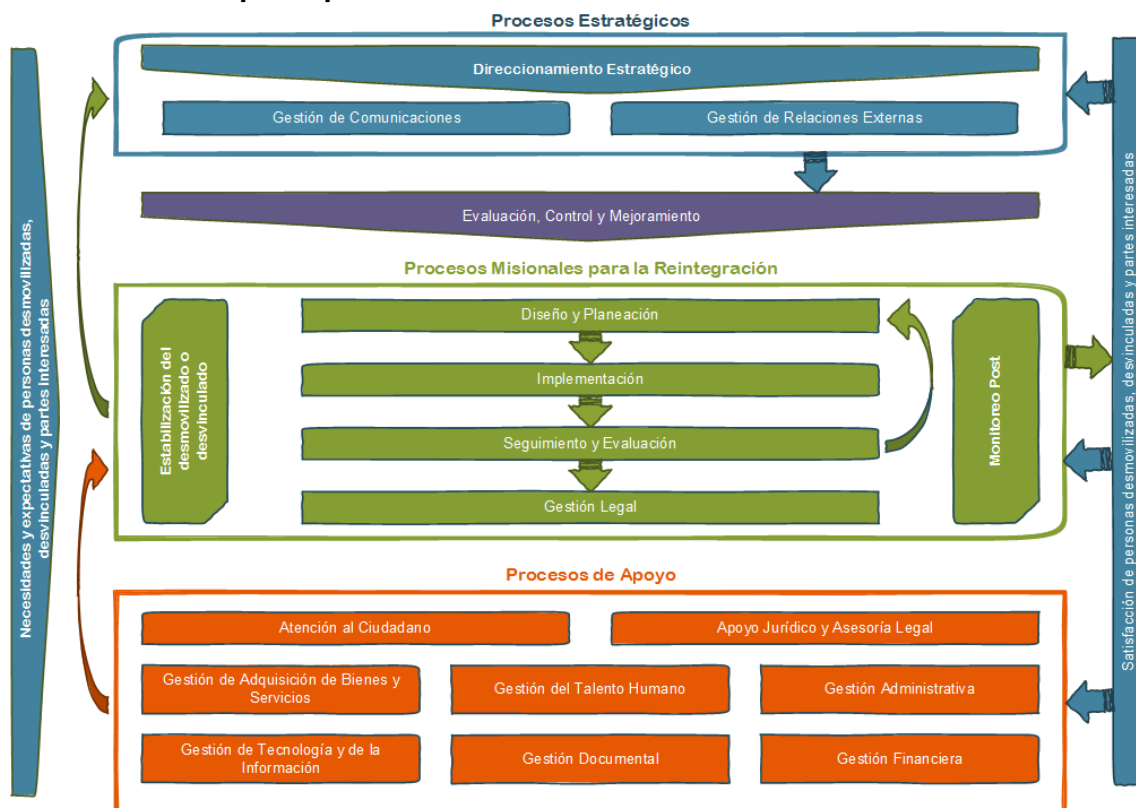 Procesos Estratégicos
Direccionamiento Estratégico
Gestión de Comunicaciones
Gestión de Relaciones Externas
Evaluación, Control y Mejoramiento
Necesidades y expectativas de personas desmovilizadas,
desvinculadas y partes interesadas
Procesos Misionales para la Reintegración
Estabilización del
desmovilizado o
desvinculado
Diseño y Planeación
Implementación
Seguimiento y Evaluación
Gestión Legal
Monitoreo Post
Satisfacción de personas desmovilizadas, desvinculadas y partes interesadas
Procesos de Apoyo
Atención al Ciudadano
Apoyo Jurídico y Asesoría Legal
Gestión de Adquisición de Bienes y
Servicios
Gestión del Talento Humano
Gestión Administrativa
Gestión de Tecnología y de la
Información
Gestión Documental
Gestión Financiera